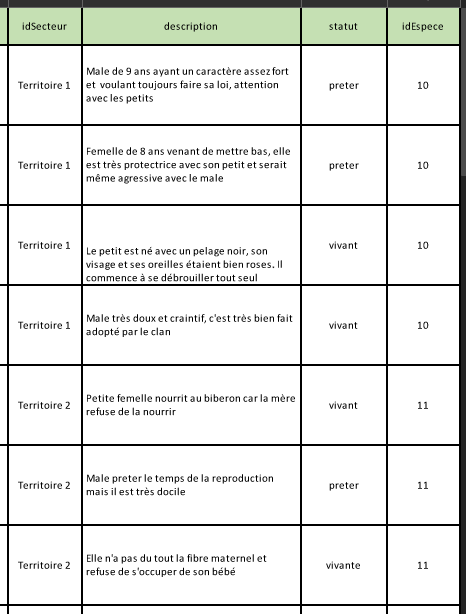 idSecteur description statut idEspece
Male de 9 ans ayant un caractère assez fort
et voulant toujours faire sa loi, attention
avec les petits
Territoire 1 preter 10
Femelle de 8 ans venant de mettre bas, elle
est très protectrice avec son petit et serait
même agressive avec le male
Territoire 1 preter 10
Territoire 1 vivant 10
Le petit est né avec un pelage noir, son
visage et ses oreilles étaient bien roses. Il
commence à se débrouiller tout seul
Male très doux et craintif, c'est très bien fait
adopté par le clan
Territoire 1 vivant 10
Petite femelle nourrit au biberon car la mère
refuse de la nourrir
Territoire 2 vivant 11
Male preter le temps de la reproduction
mais il est très docile
Territoire 2 preter 11
Elle n'a pas du tout la fibre maternel et
refuse de s'occuper de son bébé
Territoire 2 vivante 11